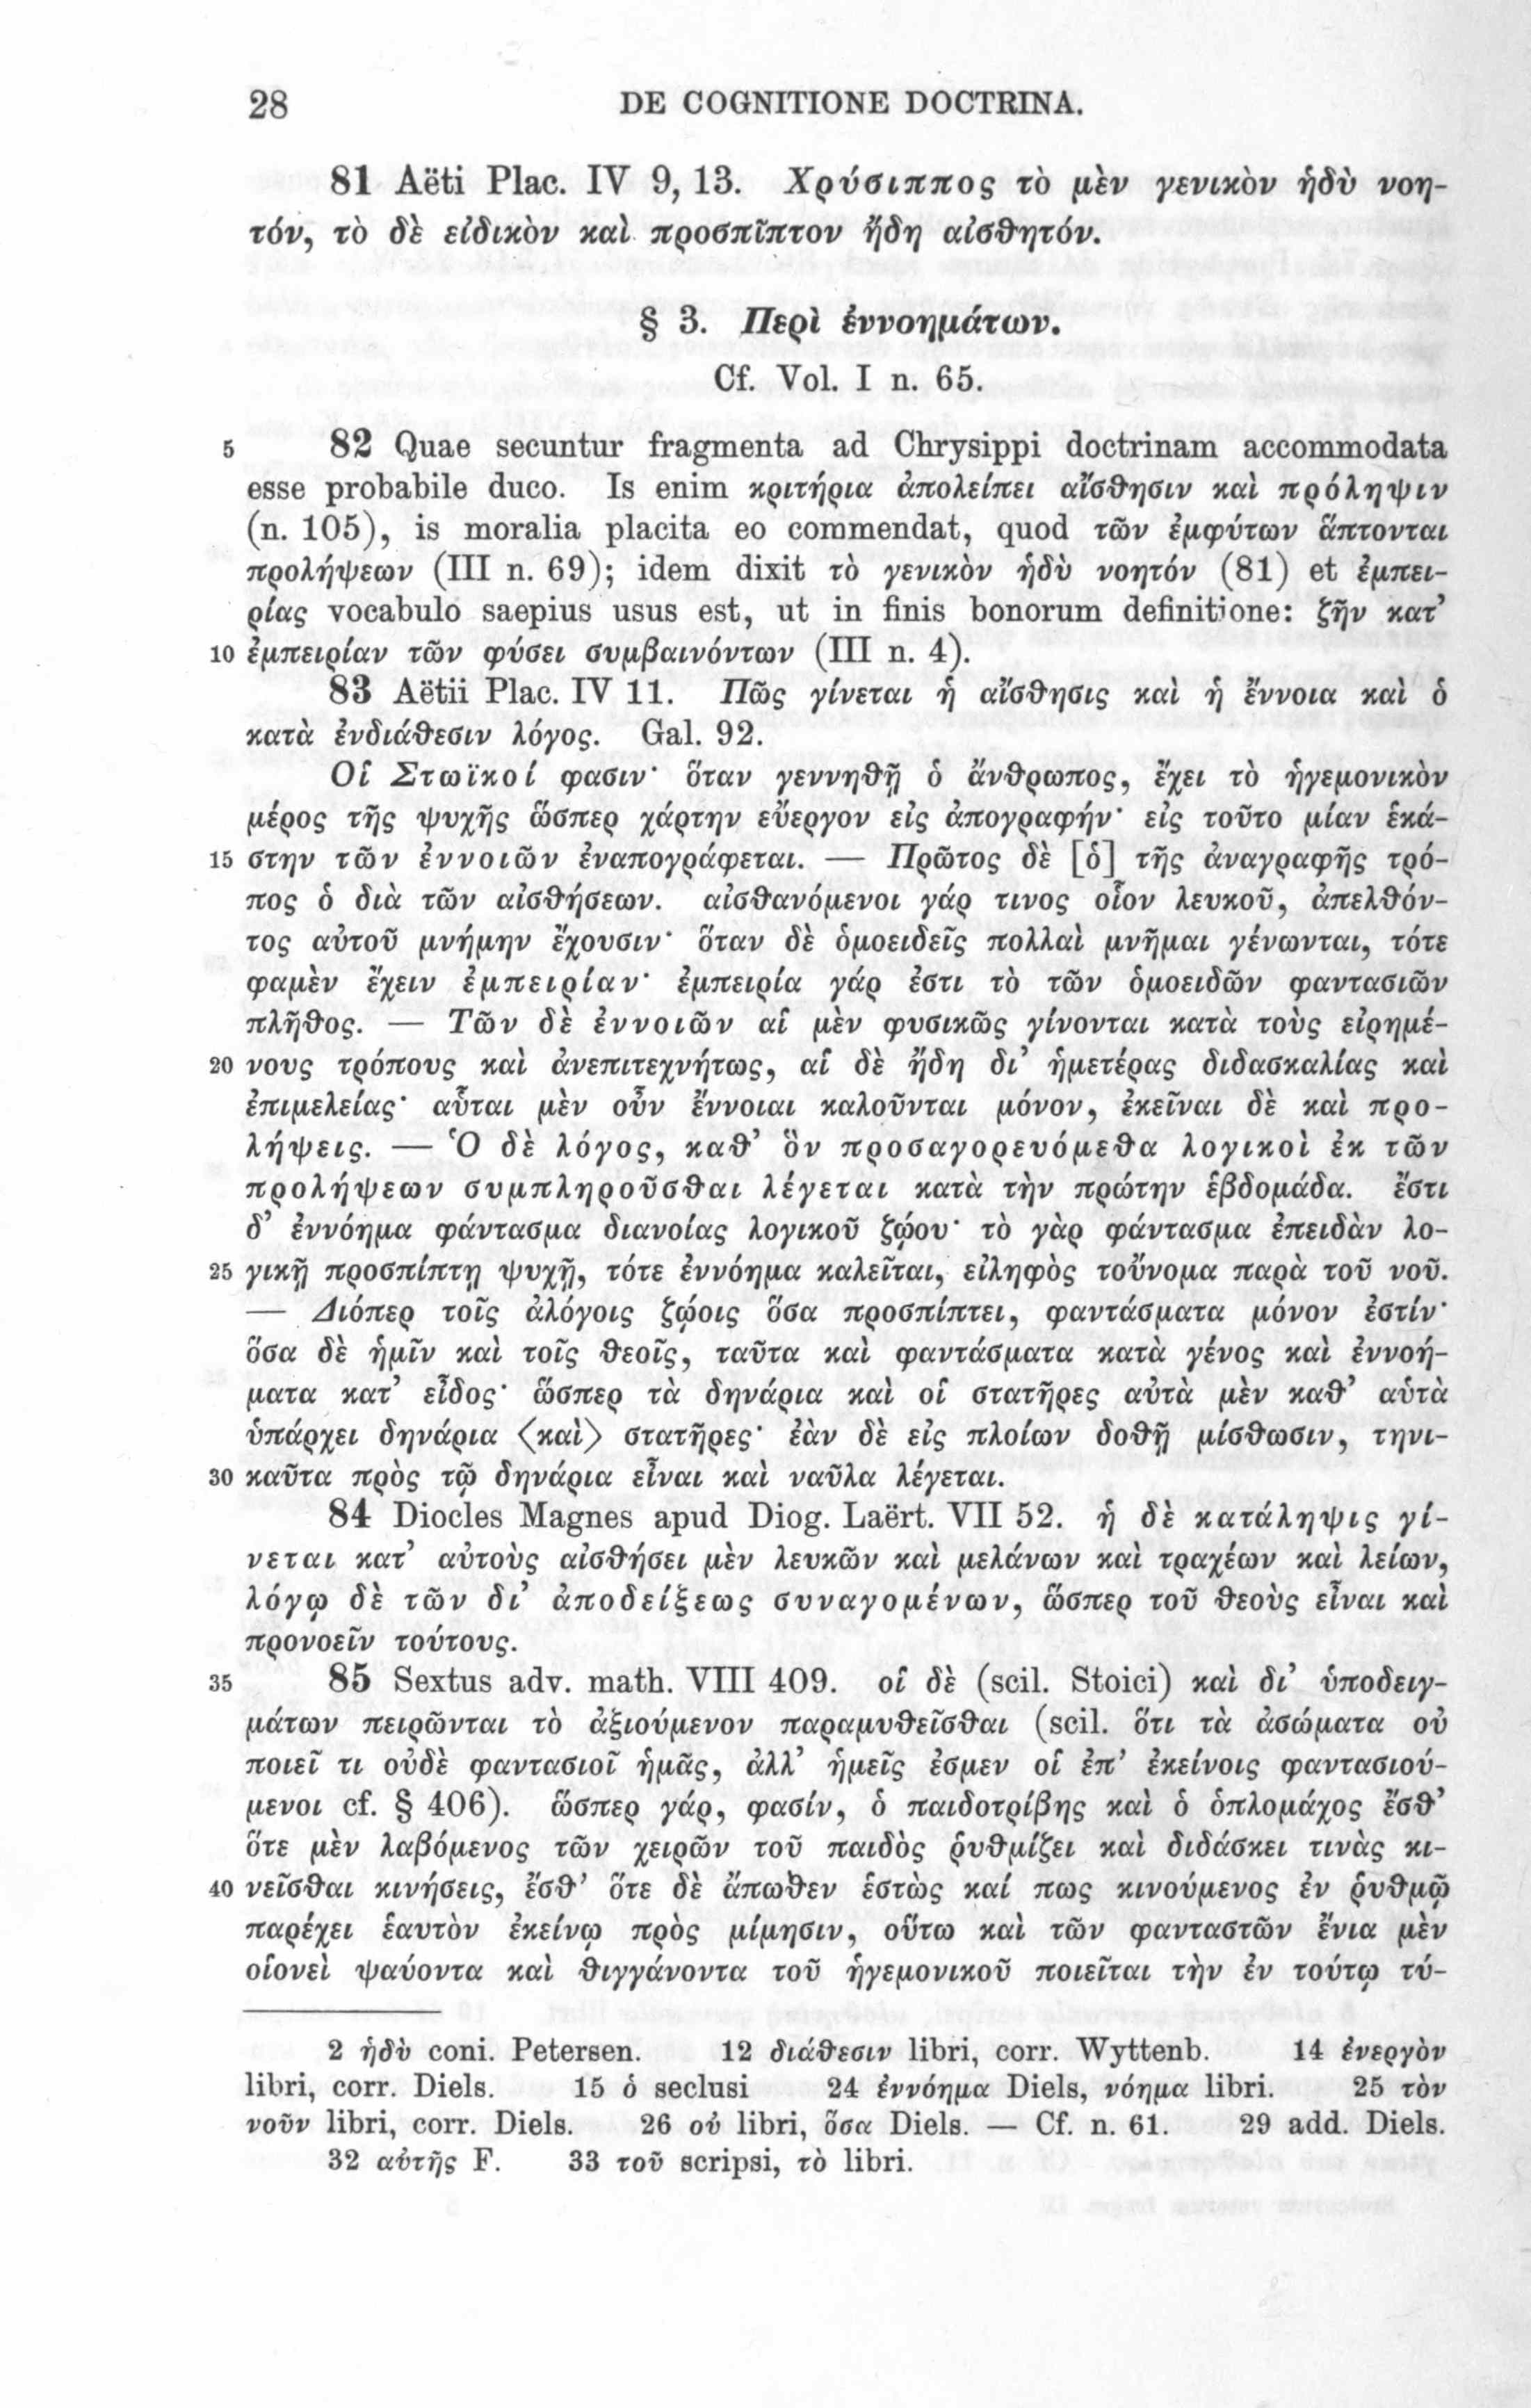 28 DE COGNITIONE DOCTRINA.
81 Aëti Plac. IV 9, 13. Χρύσιππος τὸ μὲν γενικὸν ἡδὺ νοη-
τόν, τὸ δὲ εἰδικὸν καὶ προσπῖπτον ἤδη αἰσθητόν.
§ 3. Περὶ ἐννοημάτων.
Cf. Vol. I n. 65.
5 82 Quae secuntur fragmenta ad Chrysippi doctrinam accommodata
esse probabile duco. Is enim κριτήρια ἀπολείπει αἴσθησιν καὶ πρόληψιν
(n. 105), is moralia placita eo commendat, quod τῶν ἐμφύτων ἅπτονται
προλήψεων (III n. 69); idem dixit τὸ γενικὸν ἡδὺ νοητόν (81) et ἐμπει-
ρίας vocabulo saepius usus est, ut in finis bonorum definitione: ζῆν κατ’
10 ἐμπειρίαν τῶν φύσει συμβαινόντων (III n. 4).
83 Aëtii Plac. IV 11. Πῶς γίνεται ἡ αἴσθησις καὶ ἡ ἔννοια καὶ ὁ
κατὰ ἐνδιάθεσιν λόγος. Gal. 92.
Οἱ Στωϊκοί φασιν· ὅταν γεννηθῇ ὁ ἄνθρωπος, ἔχει τὸ ἡγεμονικὸν
μέρος τῆς ψυχῆς ὥσπερ χάρτην εὔεργον εἰς ἀπογραφήν· εἰς τοῦτο μίαν ἑκά-
15 στην τῶν ἐννοιῶν ἐναπογράφεται. — Πρῶτος δὲ [ὁ] τῆς ἀναγραφῆς τρό-
πος ὁ διὰ τῶν αἰσθήσεων. αἰσθανόμενοι γάρ τινος οἷον λευκοῦ, ἀπελθόν-
τος αὐτοῦ μνήμην ἔχουσιν· ὅταν δὲ ὁμοειδεῖς πολλαὶ μνῆμαι γένωνται, τότε
φαμὲν ἔχειν ἐμπειρίαν· ἐμπειρία γάρ ἐστι τὸ τῶν ὁμοειδῶν φαντασιῶν
πλῆθος. — Τῶν δὲ ἐννοιῶν αἱ μὲν φυσικῶς γίνονται κατὰ τοὺς εἰρημέ-
20 νους τρόπους καὶ ἀνεπιτεχνήτως, αἱ δὲ ἤδη δι’ ἡμετέρας διδασκαλίας καὶ
ἐπιμελείας· αὗται μὲν οὖν ἔννοιαι καλοῦνται μόνον, ἐκεῖναι δὲ καὶ προ-
λήψεις. — Ὁ δὲ λόγος, καθ’ ὃν προσαγορευόμεθα λογικοὶ ἐκ τῶν
προλήψεων συμπληροῦσθαι λέγεται κατὰ τὴν πρώτην ἑβδομάδα. ἔστι
δ’ ἐννόημα φάντασμα διανοίας λογικοῦ ζῴου· τὸ γὰρ φάντασμα ἐπειδὰν λο-
25 γικῇ προσπίπτῃ ψυχῇ, τότε ἐννόημα καλεῖται, εἰληφὸς τοὔνομα παρὰ τοῦ νοῦ.
— Διόπερ τοῖς ἀλόγοις ζῴοις ὅσα προσπίπτει, φαντάσματα μόνον ἐστίν·
ὅσα δὲ ἡμῖν καὶ τοῖς θεοῖς, ταῦτα καὶ φαντάσματα κατὰ γένος καὶ ἐννοή-
ματα κατ’ εἶδος· ὥσπερ τὰ δηνάρια καὶ οἱ στατῆρες αὐτὰ μὲν καθ’ αὑτὰ
ὑπάρχει δηνάρια 〈καὶ〉 στατῆρες· ἐὰν δὲ εἰς πλοίων δοθῇ μίσθωσιν, τηνι-
30 καῦτα πρὸς τῷ δηνάρια εἶναι καὶ ναῦλα λέγεται.
84 Diocles Magnes apud Diog. Laërt. VII 52. ἡ δὲ κατάληψις γί-
νεται κατ’ αὐτοὺς αἰσθήσει μὲν λευκῶν καὶ μελάνων καὶ τραχέων καὶ λείων,
λόγῳ δὲ τῶν δι’ ἀποδείξεως συναγομένων, ὥσπερ τοῦ θεοὺς εἶναι καὶ
προνοεῖν τούτους.
35 85 Sextus adv. math. VIII 409. οἱ δὲ (scil. Stoici) καὶ δι’ ὑποδειγ-
μάτων πειρῶνται τὸ ἀξιούμενον παραμυθεῖσθαι (scil. ὅτι τὰ ἀσώματα οὐ
ποιεῖ τι οὐδὲ φαντασιοῖ ἡμᾶς, ἀλλ’ ἡμεῖς ἐσμεν οἱ ἐπ’ ἐκείνοις φαντασιού-
μενοι cf. § 406). ὥσπερ γάρ, φασίν, ὁ παιδοτρίβης καὶ ὁ ὁπλομάχος ἔσθ’
ὅτε μὲν λαβόμενος τῶν χειρῶν τοῦ παιδὸς ῥυθμίζει καὶ διδάσκει τινὰς κι-
40 νεῖσθαι κινήσεις, ἔσθ’ ὅτε δὲ ἄπωθεν ἑστὼς καί πως κινούμενος ἐν ῥυθμῷ
παρέχει ἑαυτὸν ἐκείνῳ πρὸς μίμησιν, οὕτω καὶ τῶν φανταστῶν ἔνια μὲν
οἱονεὶ ψαύοντα καὶ θιγγάνοντα τοῦ ἡγεμονικοῦ ποιεῖται τὴν ἐν τούτῳ τύ-
2 ἡδὺ coni. Petersen. 12 διάθεσιν libri, corr. Wyttenb. 14 ἐνεργὸν
libri, corr. Diels. 15 ὁ seclusi 24 ἐννόημα Diels, νόημα libri. 25 τὸν
νοῦν libri, corr. Diels. 26 οὐ libri, ὅσα Diels. — Cf. n. 61. 29 add. Diels.
32 αὐτῆς F. 33 τοῦ scripsi, τὸ libri.